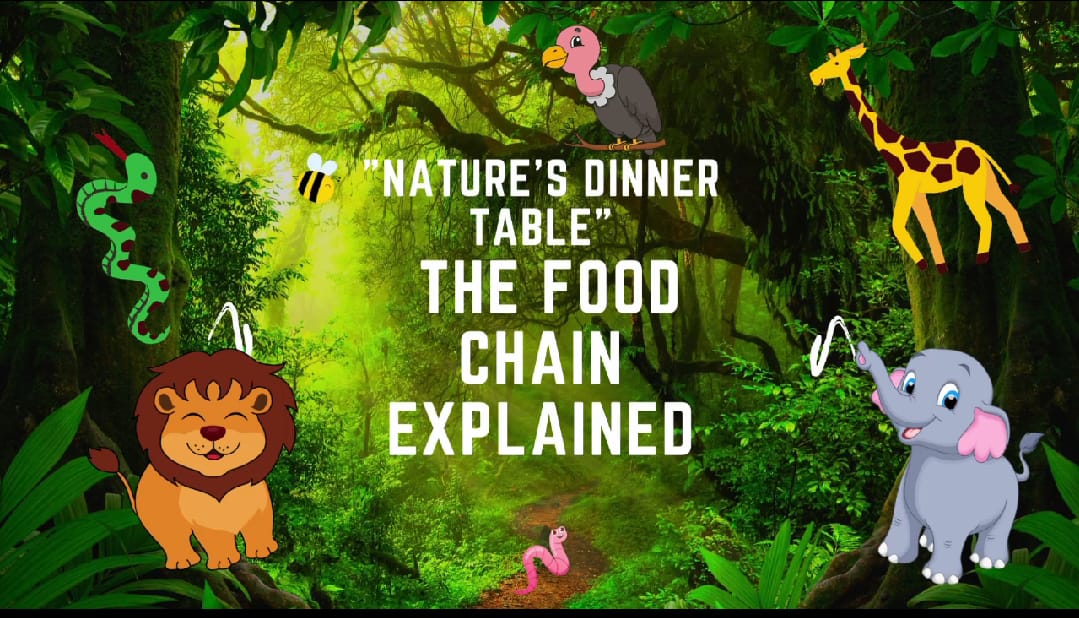 "NATURE'S DINNER
TABLE"
THE FOOD
CHAIN
EXPLAINED